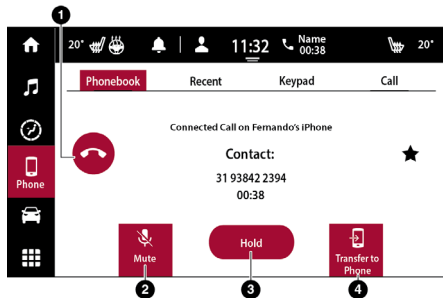 1
20° 11:32 Name 20°
00:38
Phonebook Recent Keypad Call
Connected Call on Fernando's iPhone
Contact:
31 93842 2394
00:38
Phone
Mute Hold Transfer to
Phone
2 3 4